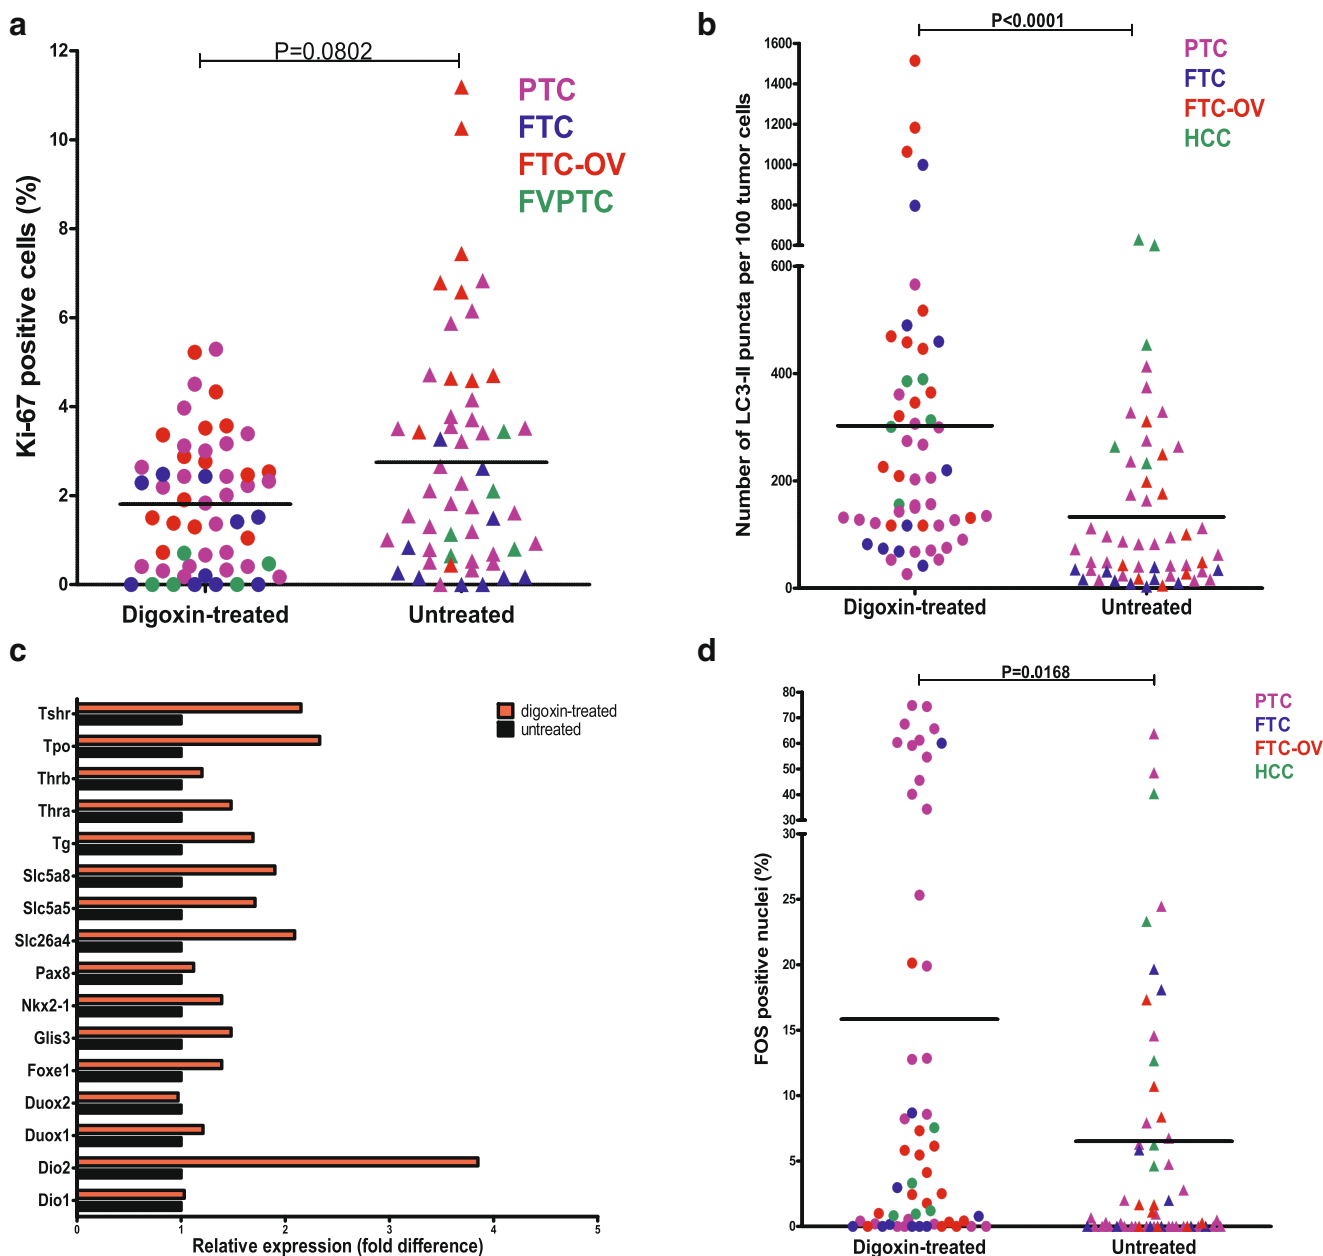 a
P=0.0802
Ki-67 positive cells (%)
12
10
8
6
4
2
0
PTC
FTC
FTC-OV
FVPTC
Digoxin-treated
Untreated
b
P<0.0001
Number of LC3-II puncta per 100 tumor cells
1600
1400
1200
1000
800
600
600
400
200
0
PTC
FTC
FTC-OV
HCC
Digoxin-treated
Untreated
c
Tshr
Tpo
Thrb
Thra
Tg
Slc5a8
Slc5a5
Slc26a4
Pax8
Nkx2-1
Glis3
Foxe1
Duox2
Duox1
Dio2
Dio1
digoxin-treated
untreated
0 1 2 3 4 5
Relative expression (fold difference)
d
P=0.0168
FOS positive nuclei (%)
80
70
60
50
40
30
30
25
20
15
10
5
0
PTC
FTC
FTC-OV
HCC
Digoxin-treated
Untreated